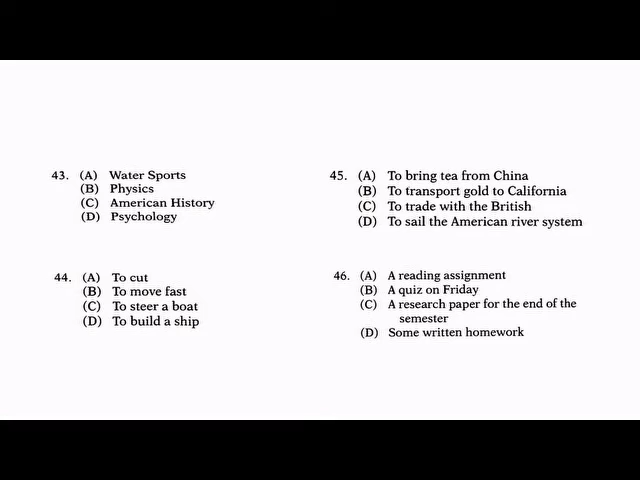 43. (A) Water Sports
(B) Physics
(C) American History
(D) Psychology
44. (A) To cut
(B) To move fast
(C) To steer a boat
(D) To build a ship
45. (A) To bring tea from China
(B) To transport gold to California
(C) To trade with the British
(D) To sail the American river system
46. (A) A reading assignment
(B) A quiz on Friday
(C) A research paper for the end of the
semester
(D) Some written homework